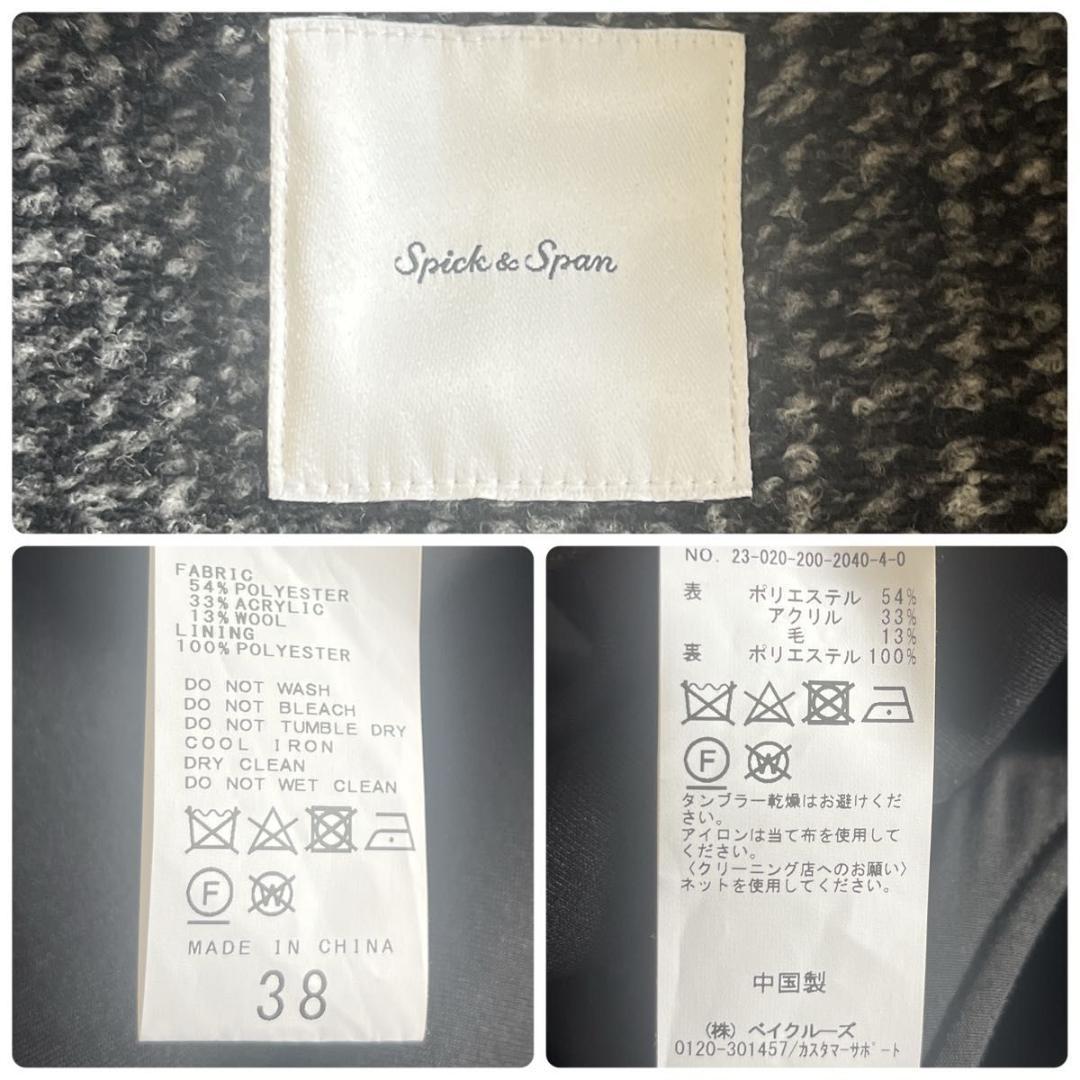 Spick & Span
FABRIC
54% POLYESTER
33% ACRYLIC
13% WOOL
LINING
100% POLYESTER
DO NOT WASH
DO NOT BLEACH
DO NOT TUMBLE DRY
COOL IRON
DRY CLEAN
DO NOT WET CLEAN
F W
MADE IN CHINA
38
NO. 23-020-200-2040-4-0
表 ポリエステル 54%
アクリル 33%
毛 13%
裏 ポリエステル 100%
F W
タンブラー乾燥はお避けくだ
さい。
アイロンは当て布を使用して
ください。
〈クリーニング店へのお願い〉
ネットを使用してください。
中国製
(株) ベイクルーズ
0120-301457/カスタマーサポート